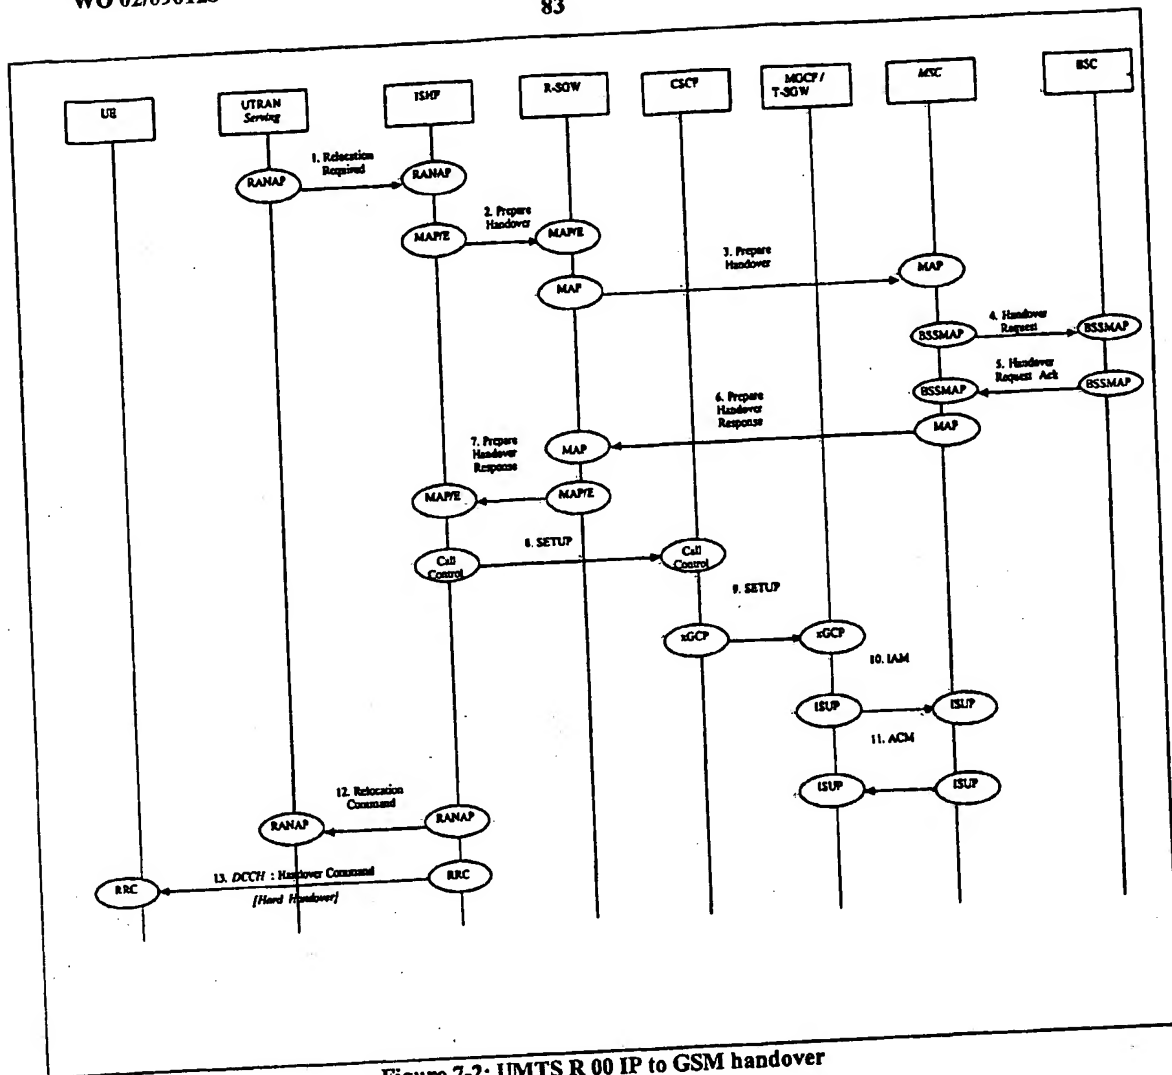 83
UE
UTRAN
Serving
ISHF
R-SGW
CSCF
MGCF /
T-SGW
MSC
BSC
1. Relocation
Required
RANAP
RANAP
2. Prepare
Handover
MAP/E
MAP/E
3. Prepare
Handover
MAP
MAP
4. Handover
Request
BSSMAP
BSSMAP
5. Handover
Request Ack
BSSMAP
BSSMAP
6. Prepare
Handover
Response
MAP
MAP
7. Prepare
Handover
Response
MAP/E
MAP/E
8. SETUP
Call
Control
Call
Control
9. SETUP
xGCP
xGCP
10. IAM
ISUP
ISUP
11. ACM
ISUP
ISUP
12. Relocation
Command
RANAP
RANAP
13. DCCH : Handover Command
[Hard Handover]
RRC
RRC
Figure 7-2: UMTS R 00 IP to GSM handover